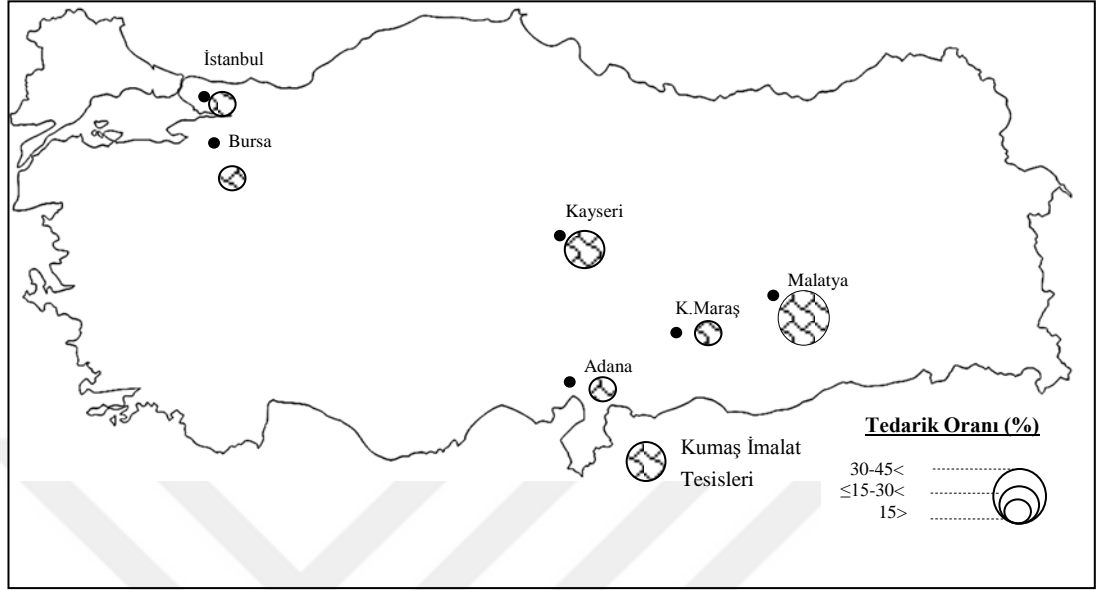 İstanbul
Bursa
Kayseri
Malatya
K.Maraş
Adana
Kumaş İmalat
Tesisleri
Tedarik Oranı (%)
30-45<
≤15-30<
15>